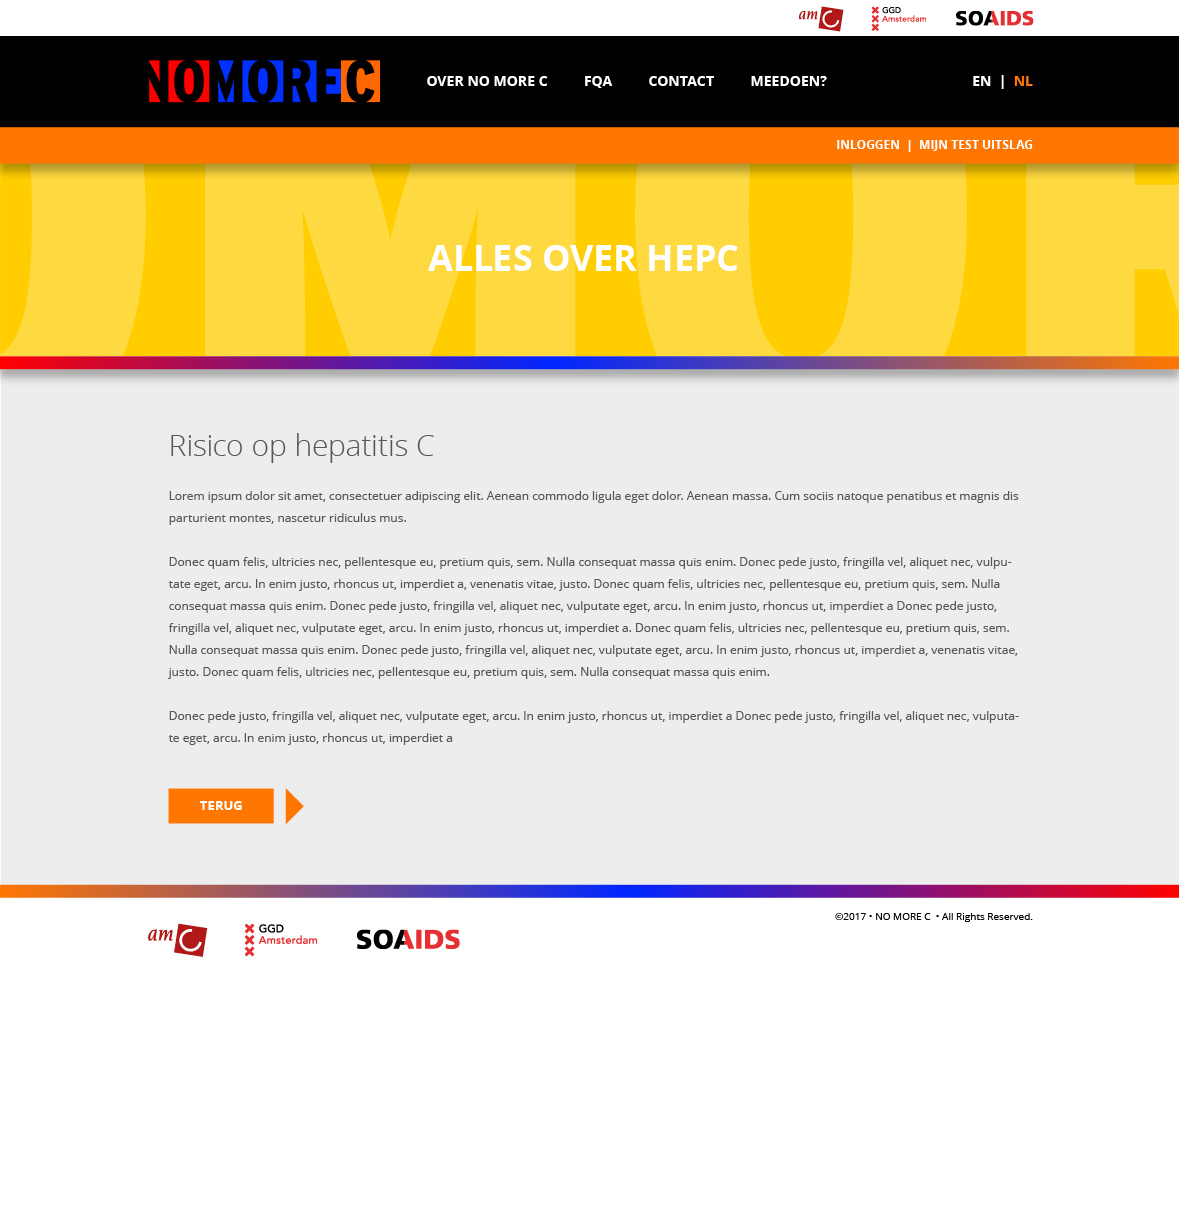 amc GGD Amsterdam SOAIDS
NOMOREC OVER NO MORE C FQA CONTACT MEEDOEN? EN | NL
INLOGGEN | MIJN TEST UITSLAG
ALLES OVER HEPC
Risico op hepatitis C
Lorem ipsum dolor sit amet, consectetuer adipiscing elit. Aenean commodo ligula eget dolor. Aenean massa. Cum sociis natoque penatibus et magnis dis
parturient montes, nascetur ridiculus mus.
Donec quam felis, ultricies nec, pellentesque eu, pretium quis, sem. Nulla consequat massa quis enim. Donec pede justo, fringilla vel, aliquet nec, vulpu-
tate eget, arcu. In enim justo, rhoncus ut, imperdiet a, venenatis vitae, justo. Donec quam felis, ultricies nec, pellentesque eu, pretium quis, sem. Nulla
consequat massa quis enim. Donec pede justo, fringilla vel, aliquet nec, vulputate eget, arcu. In enim justo, rhoncus ut, imperdiet a Donec pede justo,
fringilla vel, aliquet nec, vulputate eget, arcu. In enim justo, rhoncus ut, imperdiet a. Donec quam felis, ultricies nec, pellentesque eu, pretium quis, sem.
Nulla consequat massa quis enim. Donec pede justo, fringilla vel, aliquet nec, vulputate eget, arcu. In enim justo, rhoncus ut, imperdiet a, venenatis vitae,
justo. Donec quam felis, ultricies nec, pellentesque eu, pretium quis, sem. Nulla consequat massa quis enim.
Donec pede justo, fringilla vel, aliquet nec, vulputate eget, arcu. In enim justo, rhoncus ut, imperdiet a Donec pede justo, fringilla vel, aliquet nec, vulputa-
te eget, arcu. In enim justo, rhoncus ut, imperdiet a
TERUG
©2017 • NO MORE C • All Rights Reserved.
amc GGD Amsterdam SOAIDS